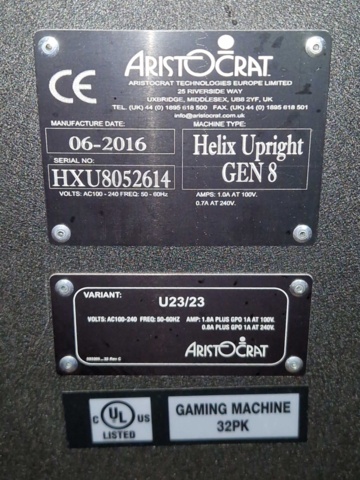 CE
ARISTOCRAT
ARISTOCRAT TECHNOLOGIES EUROPE LIMITED
25 RIVERSIDE WAY
UXBRIDGE, MIDDLESEX, UB8 2YF, UK
TEL. (UK) 44 (0) 1895 618 500 FAX. (UK) 44 (0) 1895 618 501
info@aristocrat.com.au
MANUFACTURE DATE: MACHINE TYPE:
06-2016 Helix Upright
SERIAL NO: GEN 8
HXU8052614
VOLTS: AC100 - 240 FREQ: 50 - 60Hz AMPS: 1.0A AT 100V.
0.7A AT 240V.
VARIANT: U23/23
VOLTS: AC100-240 FREQ: 50-60HZ AMP: 1.8A PLUS GPO 1A AT 100V.
0.8A PLUS GPO 1A AT 240V.
ARISTOCRAT
C UL US
LISTED
GAMING MACHINE
32PK